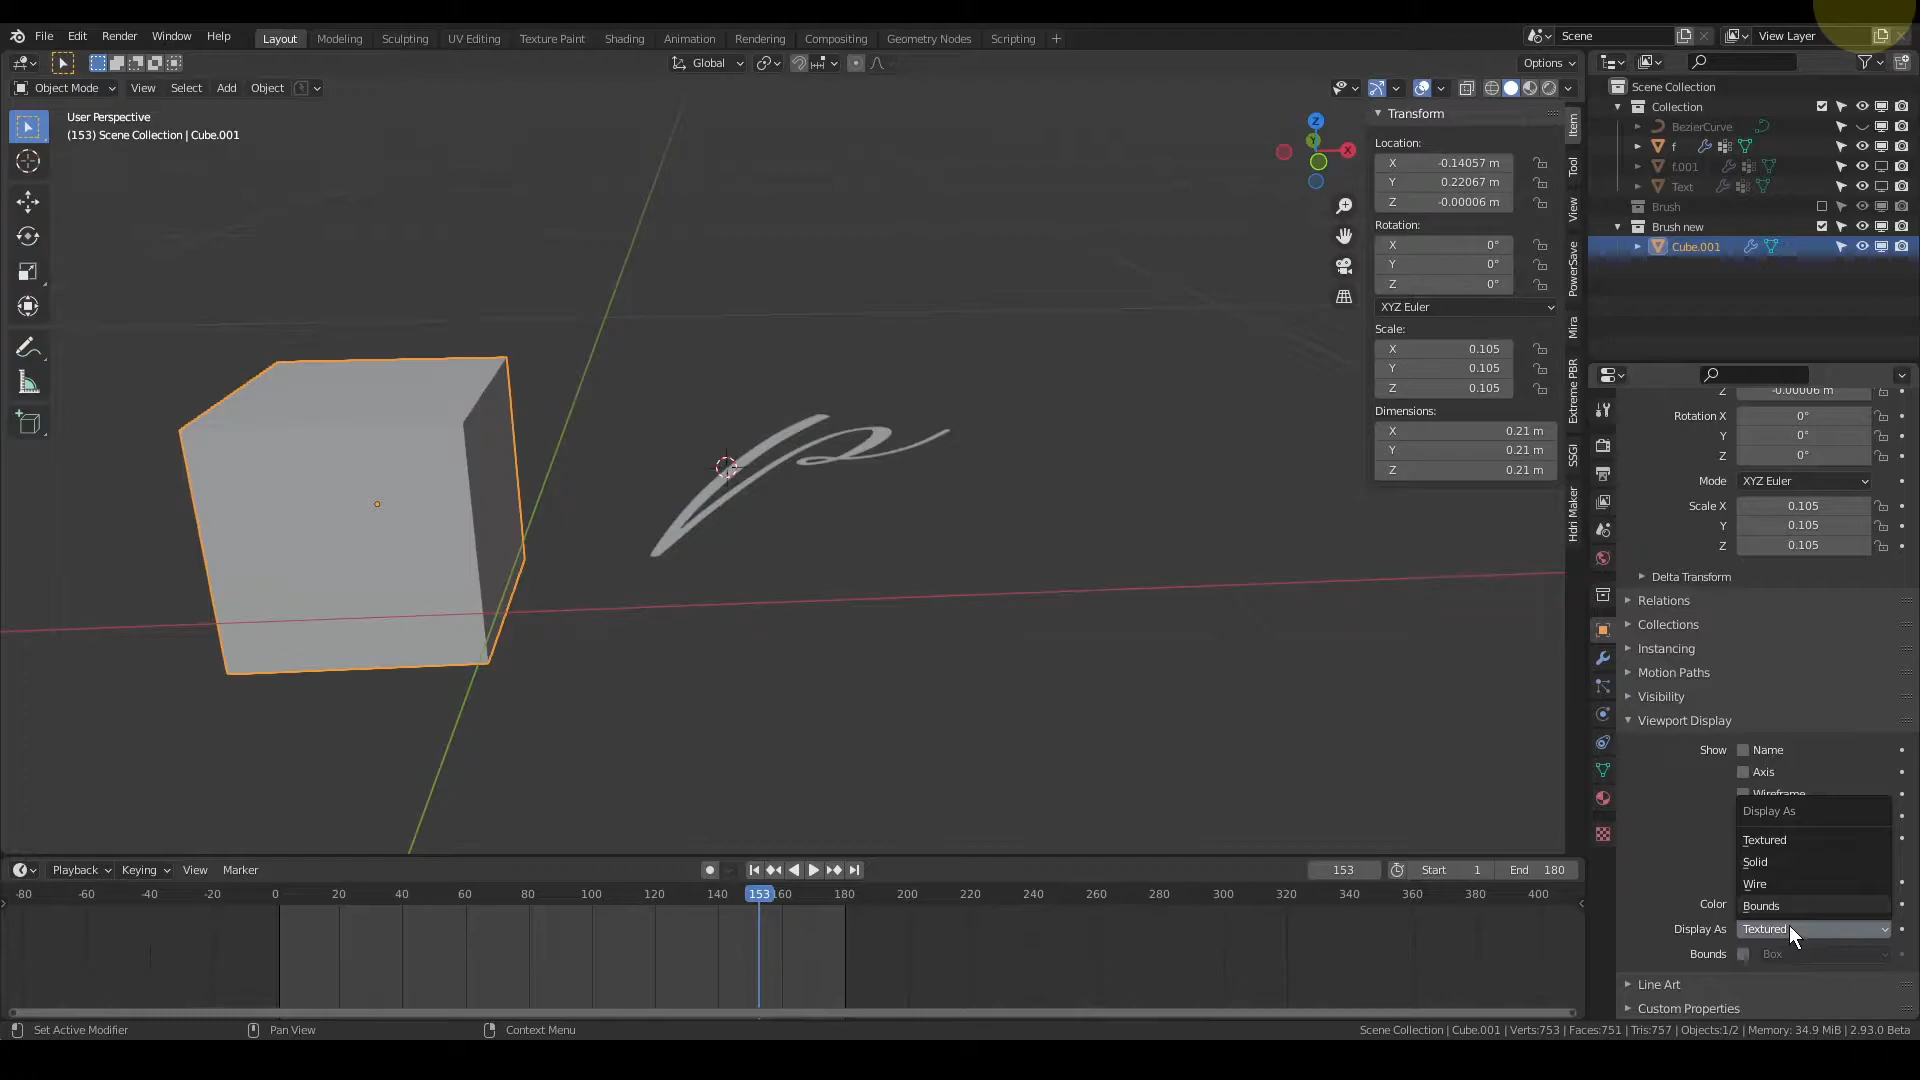 File Edit Render Window Help Layout Modeling Sculpting UV Editing Texture Paint Shading Animation Rendering Compositing Geometry Nodes Scripting + Scene View Layer
Global Options
Object Mode View Select Add Object
User Perspective
(153) Scene Collection | Cube.001
Z
Y
X
Transform
Location:
X -0.14057 m
Y 0.22067 m
Z -0.00006 m
Rotation:
X 0°
Y 0°
Z 0°
XYZ Euler
Scale:
X 0.105
Y 0.105
Z 0.105
Dimensions:
X 0.21 m
Y 0.21 m
Z 0.21 m
Item
Tool
View
PowerSave
Mira
Extreme PBR
SSGI
Hdri Maker
Scene Collection
Collection
BezierCurve
f
f.001
Text
Brush
Brush new
Cube.001
Z -0.00006 m
Rotation X 0°
Y 0°
Z 0°
Mode XYZ Euler
Scale X 0.105
Y 0.105
Z 0.105
Delta Transform
Relations
Collections
Instancing
Motion Paths
Visibility
Viewport Display
Show Name
Axis
Wireframe
Display As
Textured
Solid
Wire
Bounds
Color
Display As Textured
Bounds Box
Line Art
Custom Properties
Playback Keying View Marker 153 Start 1 End 180
-80 -60 -40 -20 0 20 40 60 80 100 120 140 153 160 180 200 220 240 260 280 300 320 340 360 380 400
Set Active Modifier Pan View Context Menu Scene Collection | Cube.001 | Verts:753 | Faces:751 | Tris:757 | Objects:1/2 | Memory: 34.9 MiB | 2.93.0 Beta